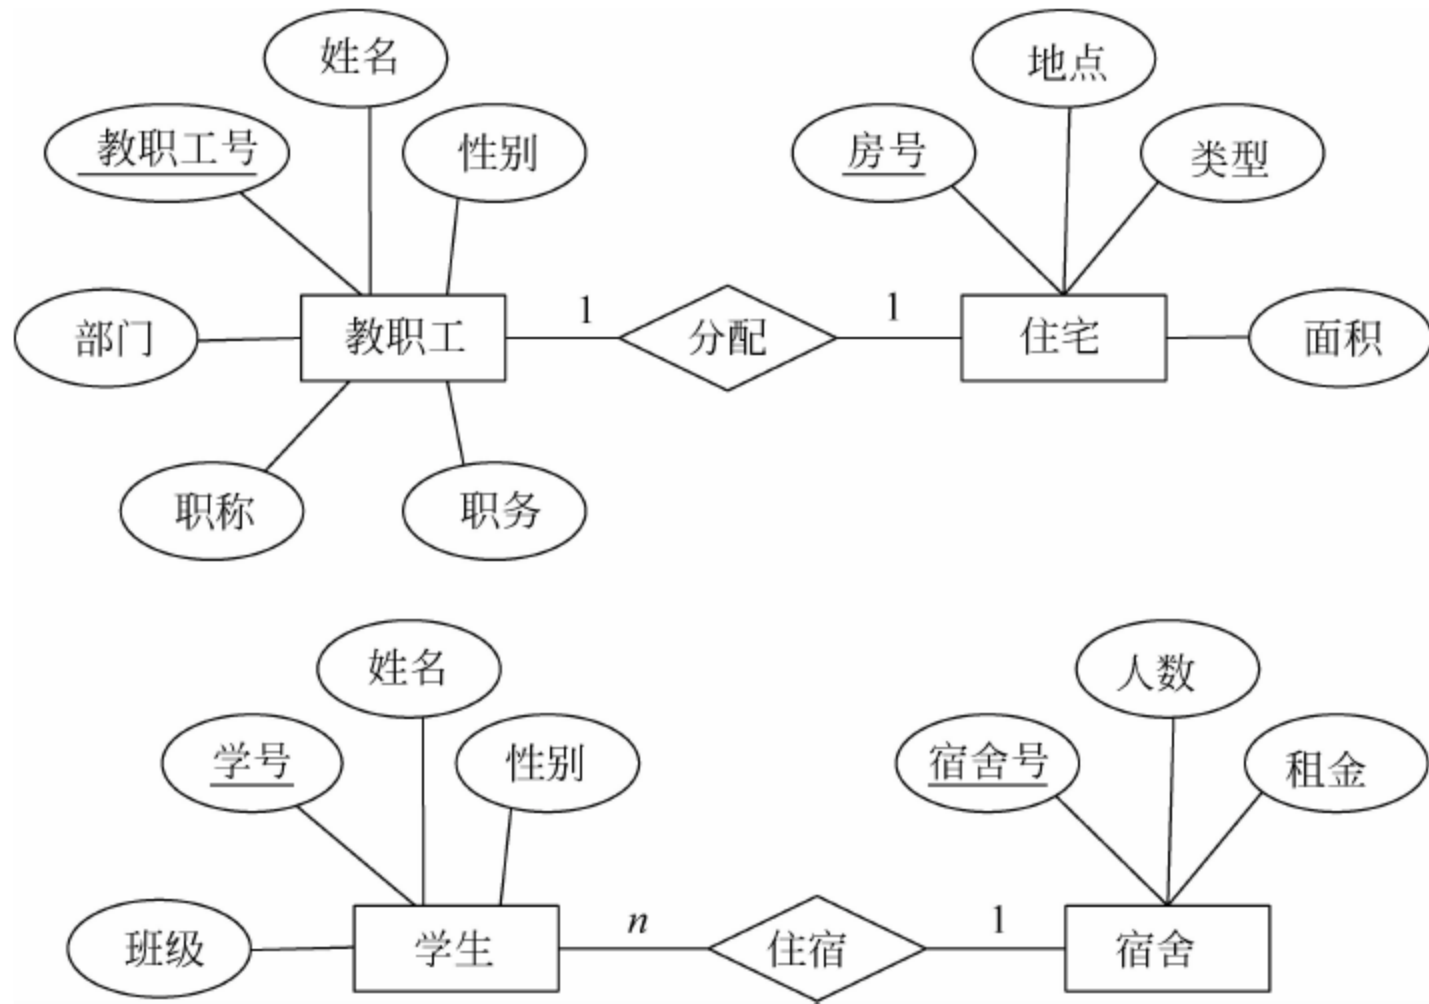 姓名
地点
教职工号
性别
房号
类型
部门
教职工
1
分配
1
住宅
面积
职称
职务
姓名
人数
学号
性别
宿舍号
租金
班级
学生
n
住宿
1
宿舍